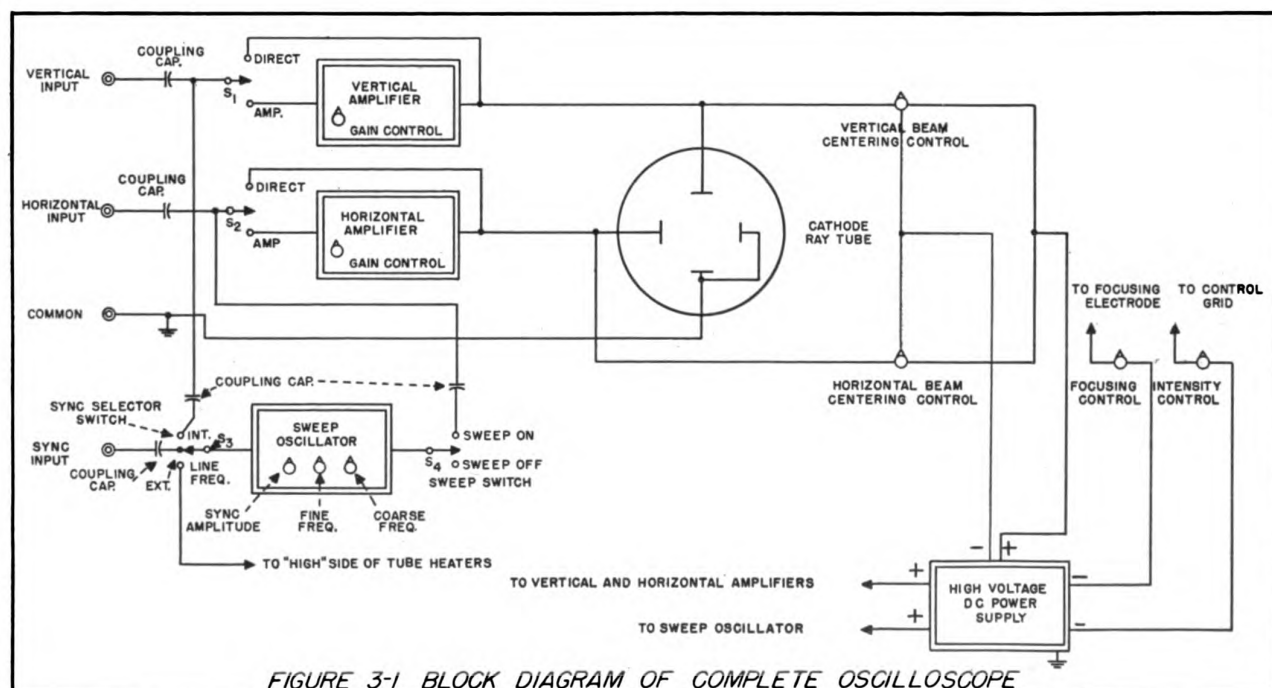 COUPLING
CAP.
VERTICAL
INPUT
S1
DIRECT
AMP.
VERTICAL
AMPLIFIER
GAIN CONTROL
VERTICAL BEAM
CENTERING CONTROL
COUPLING
CAP.
HORIZONTAL
INPUT
S2
DIRECT
AMP
HORIZONTAL
AMPLIFIER
GAIN CONTROL
CATHODE
RAY TUBE
COMMON
TO FOCUSING
ELECTRODE
TO CONTROL
GRID
HORIZONTAL BEAM
CENTERING CONTROL
FOCUSING
CONTROL
INTENSITY
CONTROL
COUPLING CAP.
SYNC SELECTOR
SWITCH
INT.
S3
SYNC
INPUT
COUPLING
CAP.
EXT.
LINE
FREQ.
SWEEP
OSCILLATOR
S4
SWEEP ON
SWEEP OFF
SWEEP SWITCH
SYNC
AMPLITUDE
FINE
FREQ.
COARSE
FREQ.
TO "HIGH" SIDE OF TUBE HEATERS
- +
TO VERTICAL AND HORIZONTAL AMPLIFIERS
+
TO SWEEP OSCILLATOR
+
HIGH VOLTAGE
DC POWER
SUPPLY
-
-
FIGURE 3-1 BLOCK DIAGRAM OF COMPLETE OSCILLOSCOPE